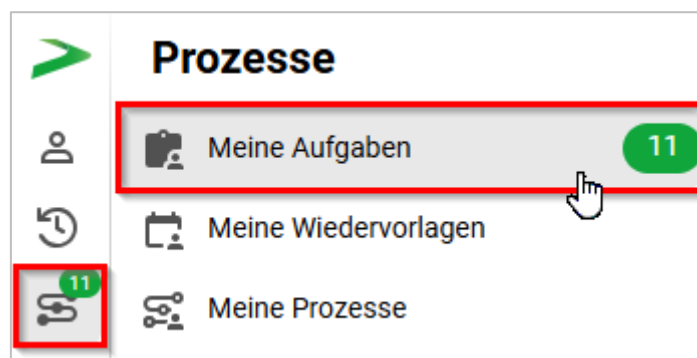 Prozesse
Meine Aufgaben 11
Meine Wiedervorlagen
11
Meine Prozesse